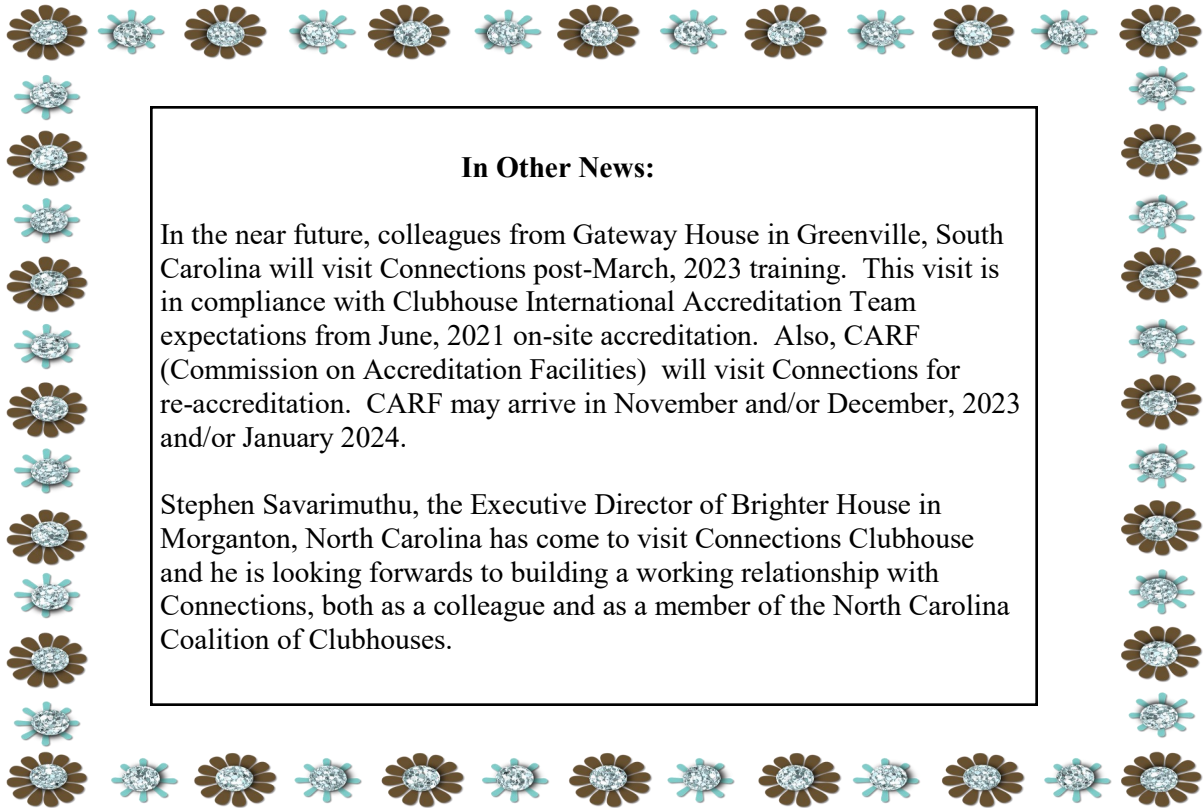 In Other News:
In the near future, colleagues from Gateway House in Greenville, South
Carolina will visit Connections post-March, 2023 training.  This visit is
in compliance with Clubhouse International Accreditation Team
expectations from June, 2021 on-site accreditation.  Also, CARF
(Commission on Accreditation Facilities)  will visit Connections for
re-accreditation.  CARF may arrive in November and/or December, 2023
and/or January 2024.
Stephen Savarimuthu, the Executive Director of Brighter House in
Morganton, North Carolina has come to visit Connections Clubhouse
and he is looking forwards to building a working relationship with
Connections, both as a colleague and as a member of the North Carolina
Coalition of Clubhouses.